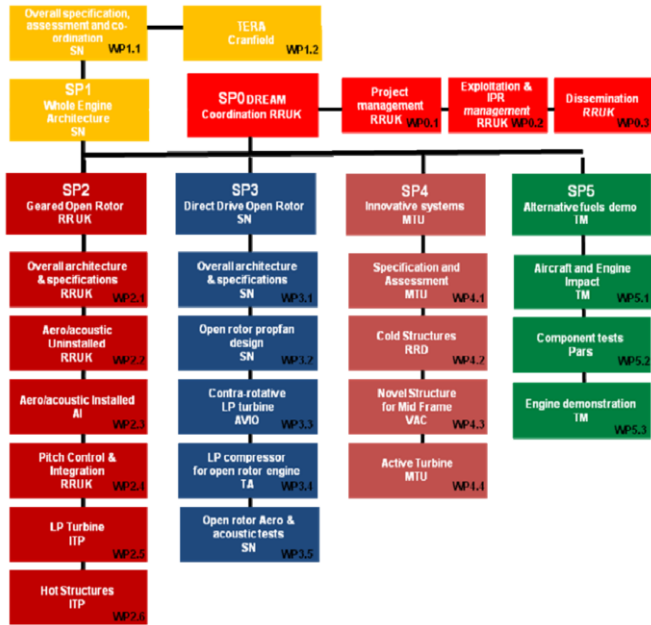 Overall specification,
assessment and co-
ordination
SN
WP1.1
TERA
Cranfield
WP1.2
SP1
Whole Engine
Architecture
SN
SP0 DREAM
Coordination RRUK
Project
management
RRUK
WP0.1
Exploitation &
IPR
management
RRUK
WP0.2
Dissemination
RRUK
WP0.3
SP2
Geared Open Rotor
RRUK
SP3
Direct Drive Open Rotor
SN
SP4
Innovative systems
MTU
SP5
Alternative fuels demo
TM
Overall architecture
& specifications
RRUK
WP2.1
Overall architecture
& specifications
SN
WP3.1
Specification and
Assessment
MTU
WP4.1
Aircraft and Engine
Impact
TM
WP5.1
Aero/acoustic
Uninstalled
RRUK
WP2.2
Open rotor propfan
design
SN
WP3.2
Cold Structures
RRD
WP4.2
Component tests
Pars
WP5.2
Aero/acoustic Installed
AI
WP2.3
Contra-rotative
LP turbine
AVIO
WP3.3
Novel Structure
for Mid Frame
VAC
WP4.3
Engine demonstration
TM
WP5.3
Pitch Control &
Integration
RRUK
WP2.4
LP compressor
for open rotor engine
TA
WP3.4
Active Turbine
MTU
WP4.4
LP Turbine
ITP
WP2.5
Open rotor Aero &
acoustic tests
SN
WP3.5
Hot Structures
ITP
WP2.6